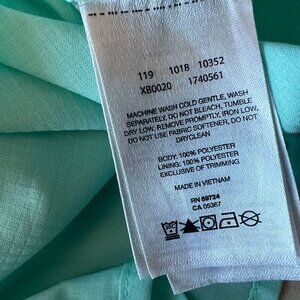 119 101B 10352
XB0020 1740561
MACHINE WASH COLD GENTLE, WASH
SEPARATELY, DO NOT BLEACH, TUMBLE
DRY LOW, REMOVE PROMPTLY, IRON LOW,
DO NOT USE FABRIC SOFTENER, DO NOT
DRYCLEAN
BODY: 100% POLYESTER
LINING: 100% POLYESTER
EXCLUSIVE OF TRIMMING
MADE IN VIETNAM
RN 69724
CA 05367